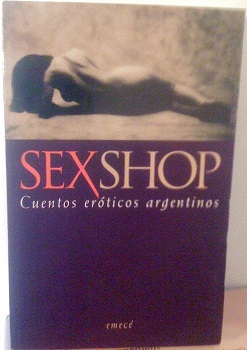 SEXSHOP
Cuentos eróticos argentinos
emecé